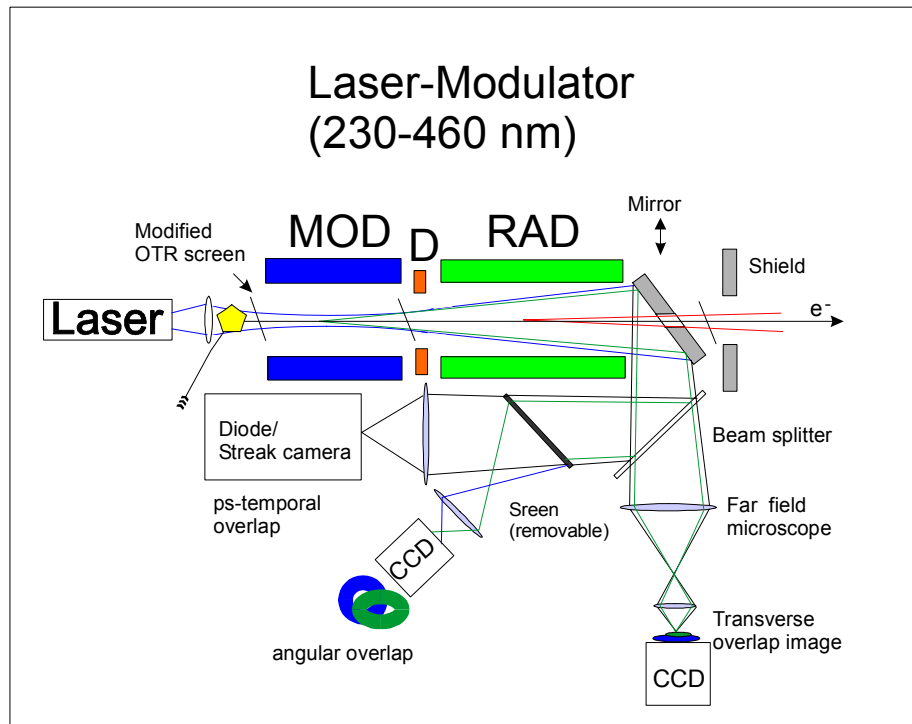 Laser-Modulator
(230-460 nm)
Modified
OTR screen
MOD
D
RAD
Mirror
Shield
Laser
e-
Diode/
Streak camera
Beam splitter
ps-temporal
overlap
Sreen
(removable)
Far field
microscope
CCD
angular overlap
Transverse
overlap image
CCD